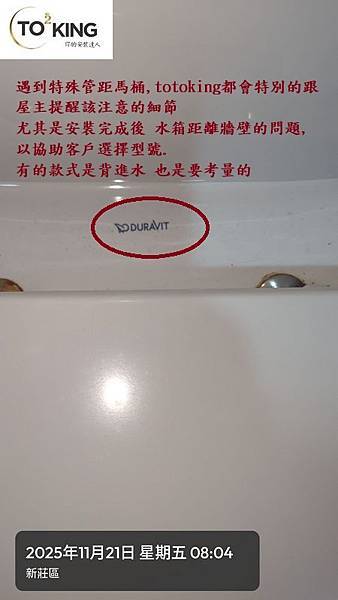 TO2KING
你的安裝達人
遇到特殊管距馬桶,totoking都會特別的跟
屋主提醒該注意的細節
尤其是安裝完成後 水箱距離牆壁的問題,
以協助客戶選擇型號.
有的款式是背進水 也是要考量的
DURAVIT
2025年11月21日 星期五 08:04
新莊區